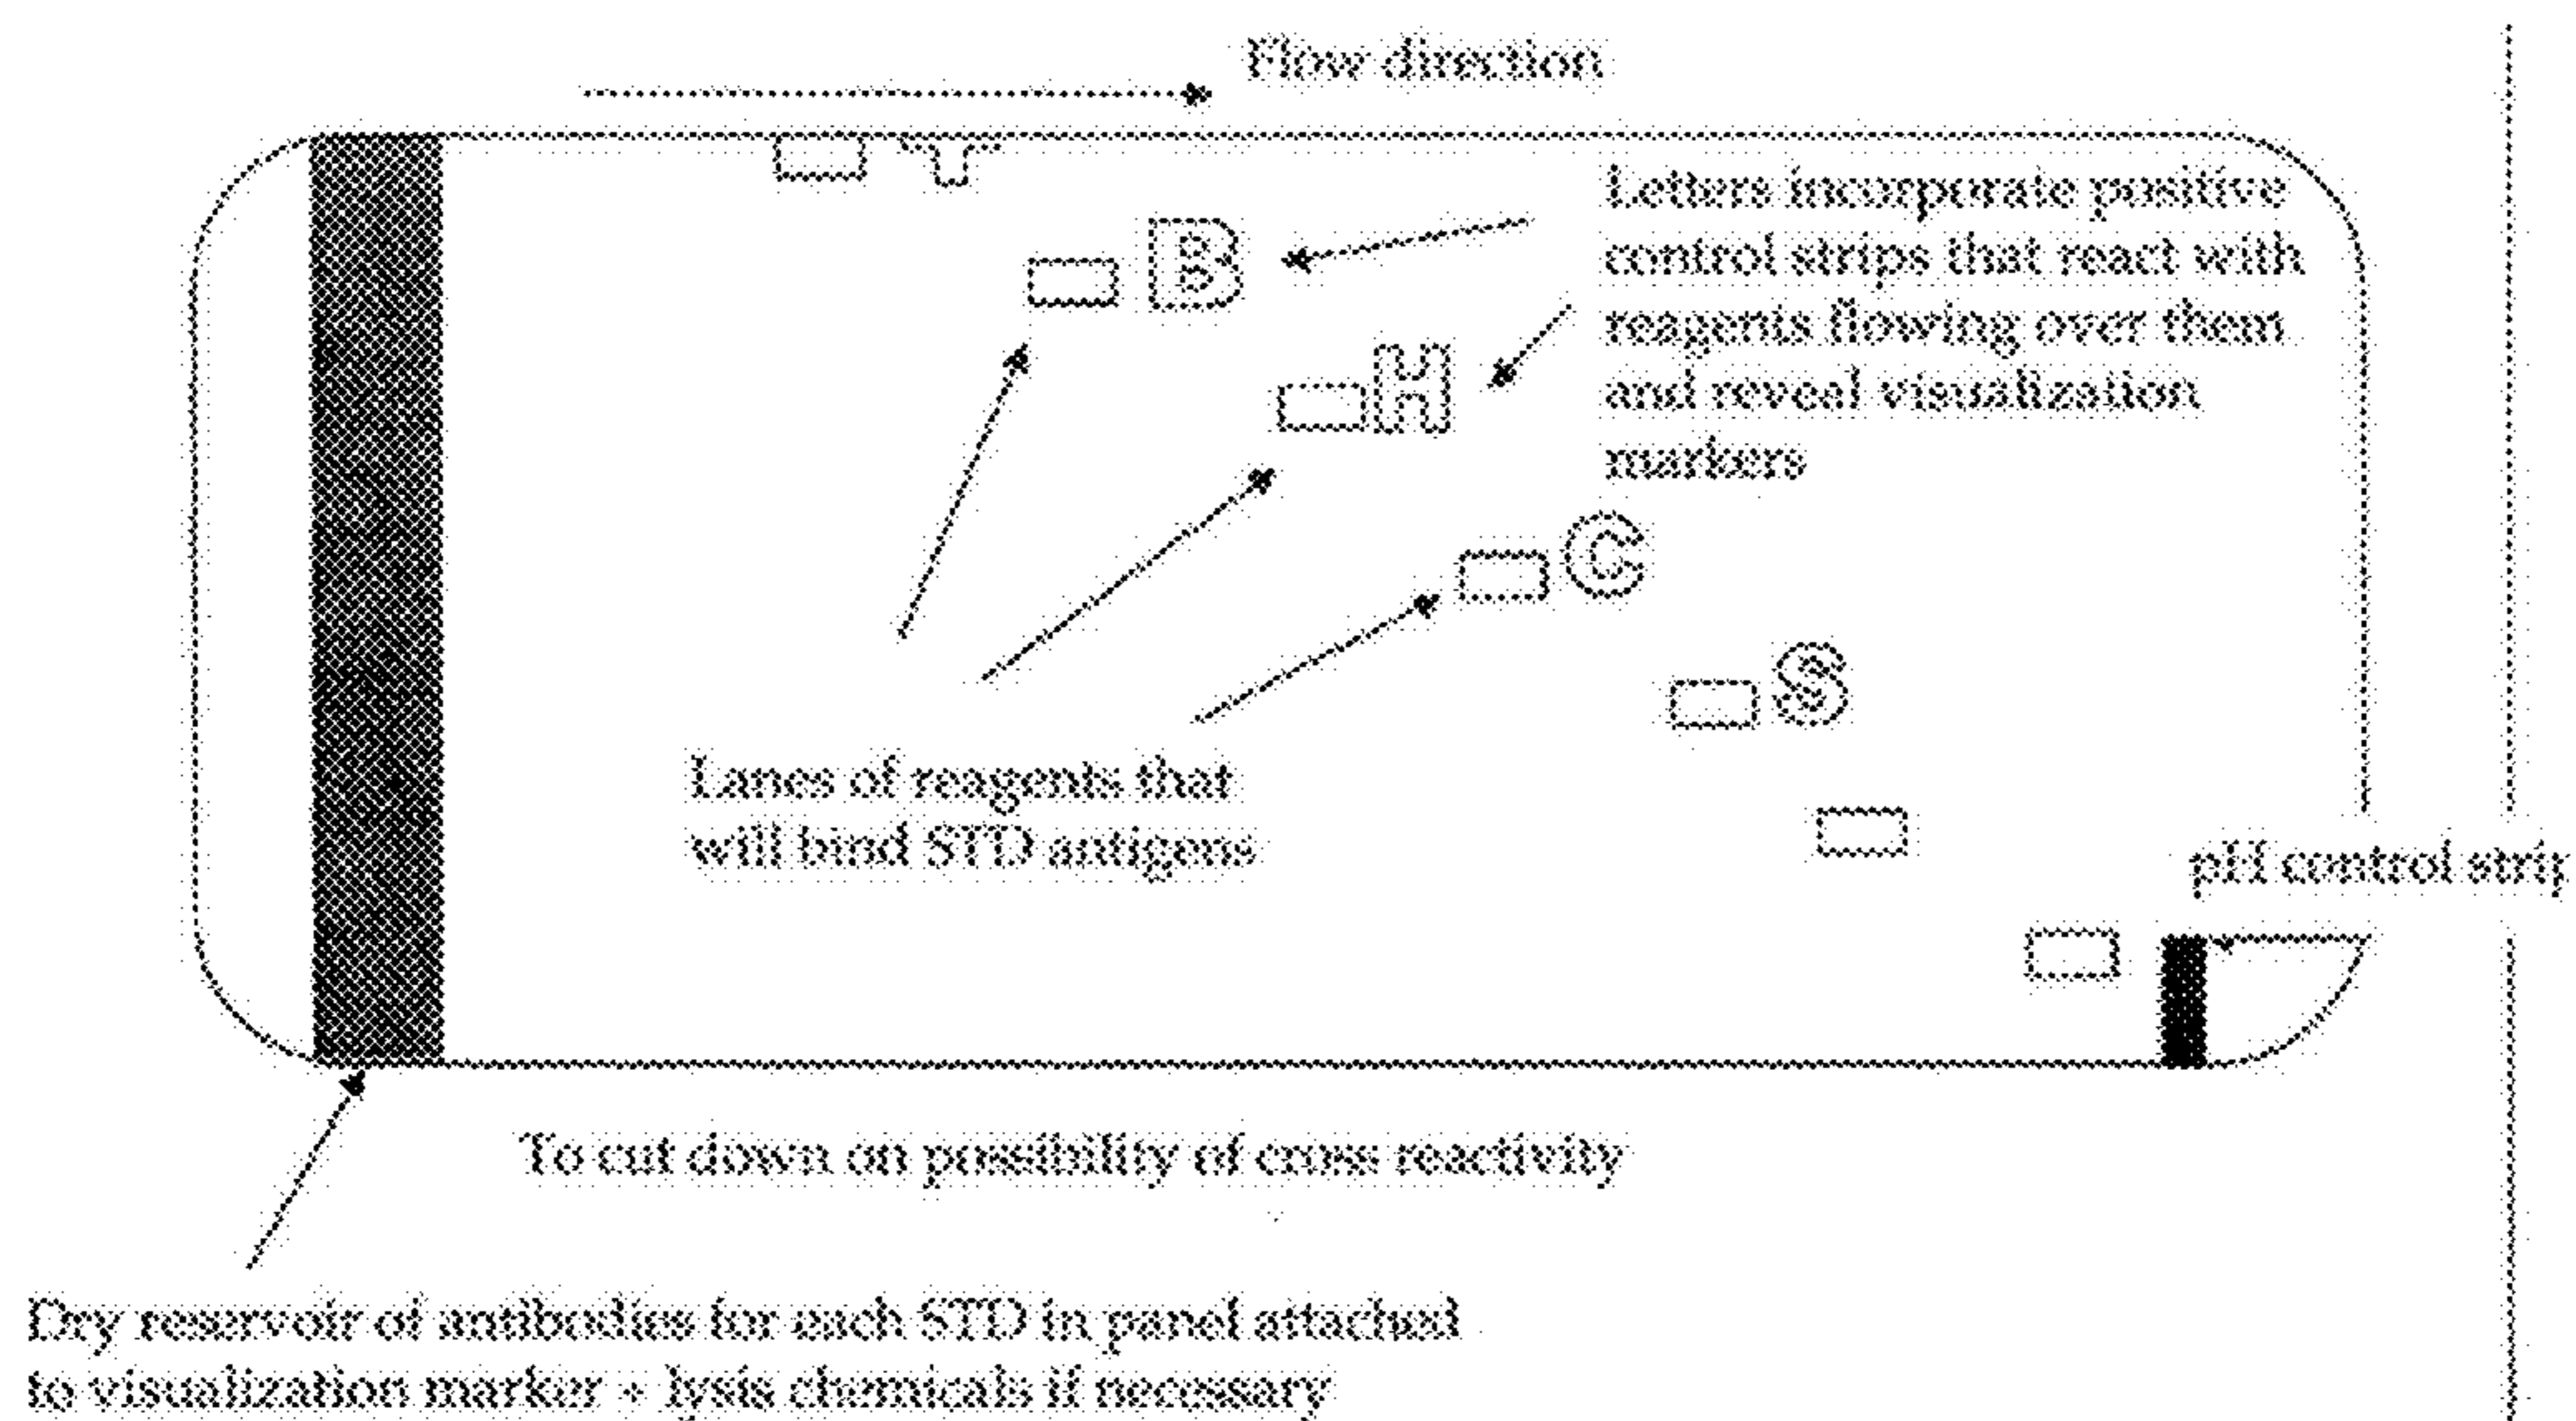 Flow direction
Letters incorporate positive
control strips that react with
reagents flowing over them
and reveal visualization
markers
B
H
C
S
Lanes of reagents that
will bind STD antigens
pH control
To cut down on possibility of cross reactivity
Dry reservoir of antibodies for each STD in panel attached
to visualization marker + lysis chemicals if necessary